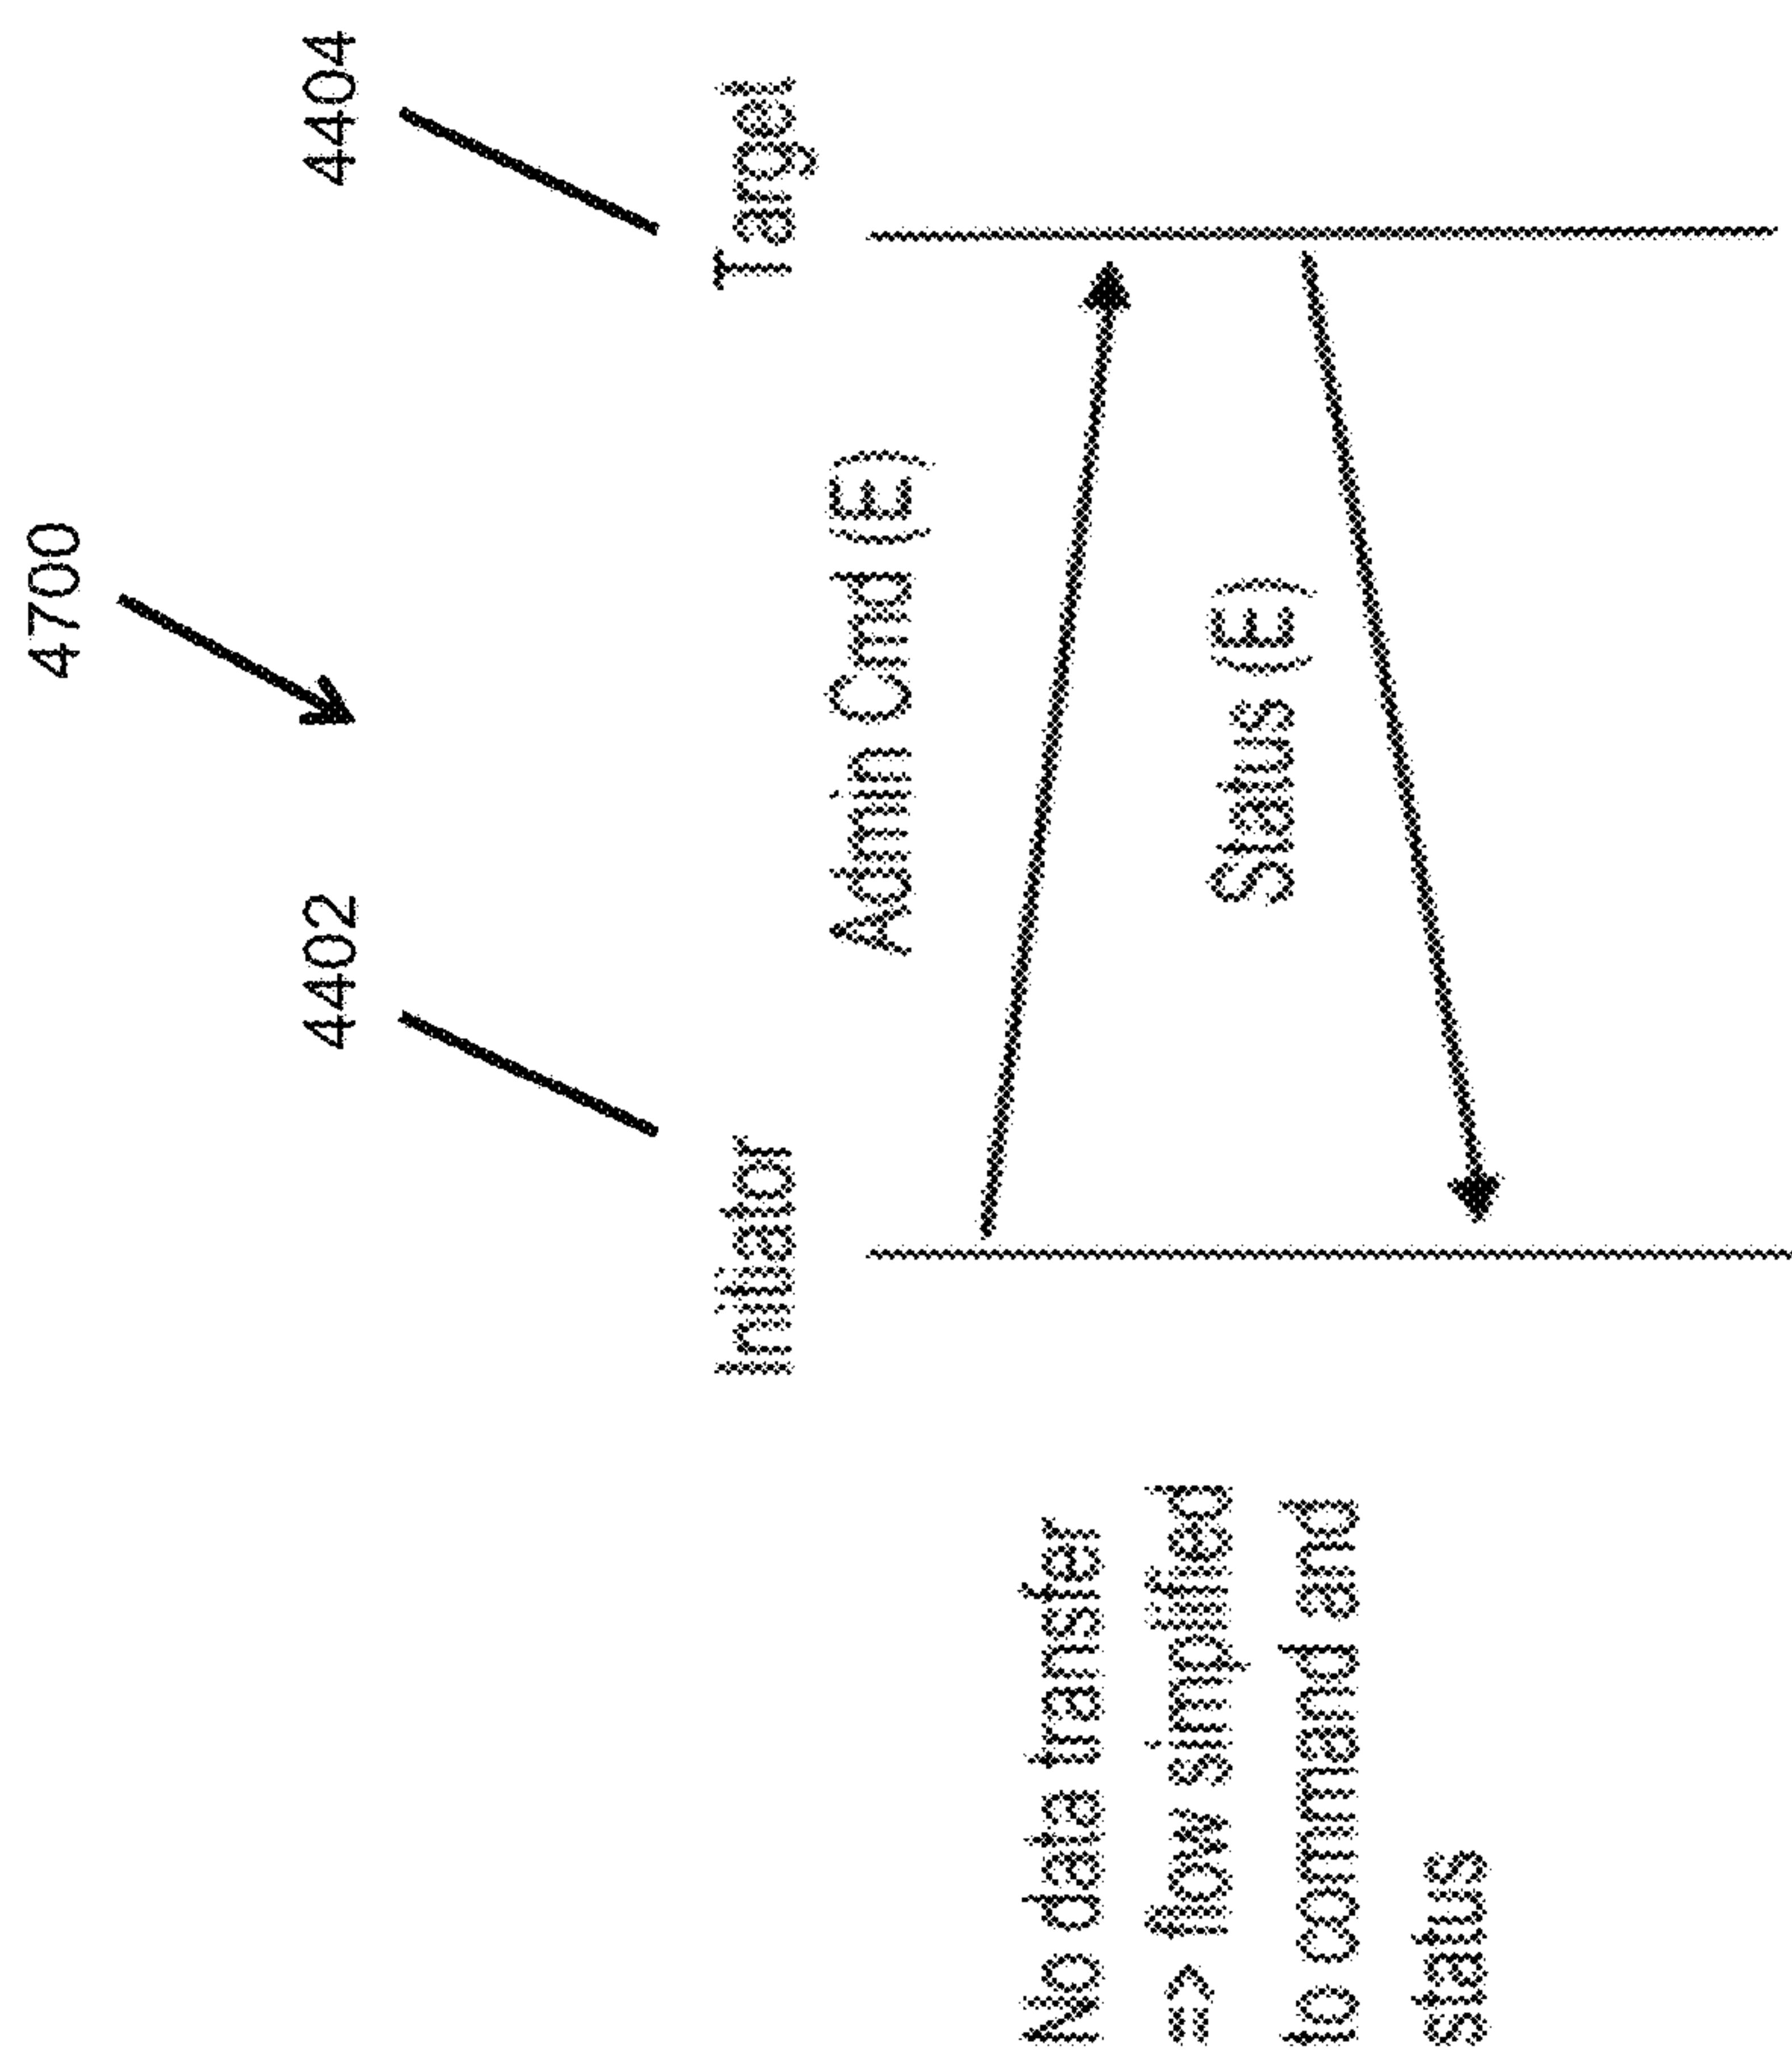 4700
4402
4404
Initiator
Target
Admin Cmd (E)
Status (E)
No data transfer
=> flow simplified
to command and
status